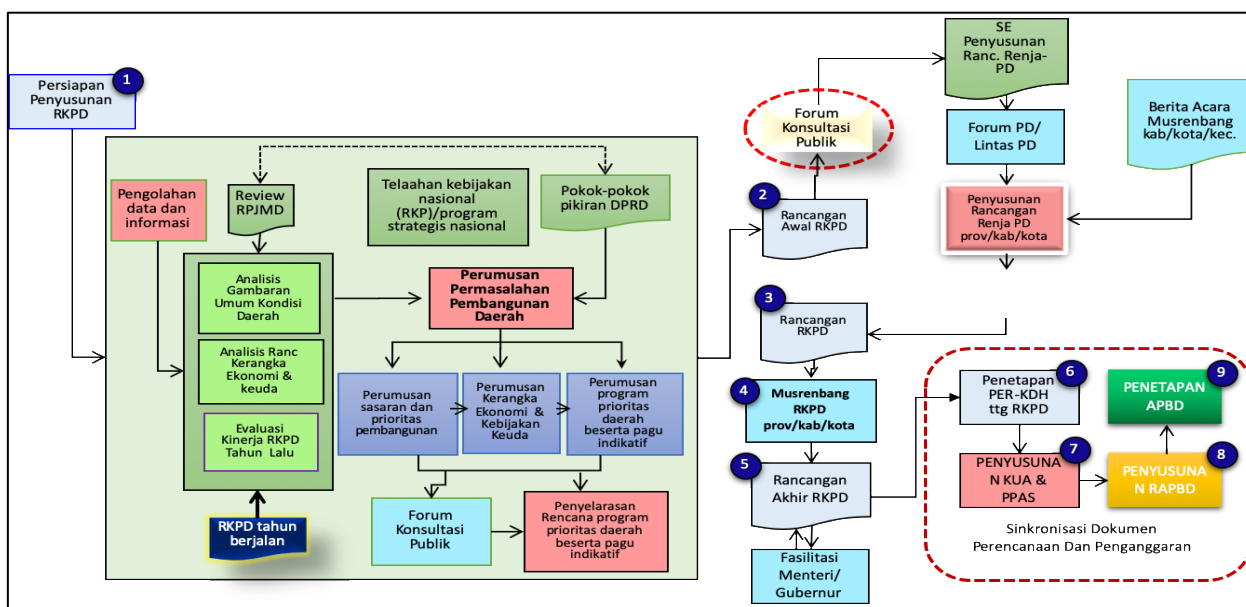 1
Persiapan
Penyusunan
RKPD
Pengolahan
data dan
informasi
Review
RPJMD
Telaahan kebijakan
nasional
(RKP)/program
strategis nasional
Pokok-pokok
pikiran DPRD
Analisis
Gambaran
Umum Kondisi
Daerah
Analisis Ranc
Kerangka
Ekonomi &
keuda
Evaluasi
Kinerja RKPD
Tahun Lalu
RKPD tahun
berjalan
Perumusan
Permasalahan
Pembangunan
Daerah
Perumusan
sasaran dan
prioritas
pembangunan
Perumusan
Kerangka
Ekonomi &
Kebijakan
Keuda
Perumusan
program
prioritas
daerah
beserta pagu
indikatif
Forum
Konsultasi
Publik
Penyelarasan
Rencana program
prioritas daerah
beserta pagu
indikatif
Forum
Konsultasi
Publik
2
Rancangan
Awal RKPD
SE
Penyusunan
Ranc. Renja-
PD
Forum PD/
Lintas PD
Berita Acara
Musrenbang
kab/kota/kec.
Penyusunan
Rancangan
Renja PD
prov/kab/kota
3
Rancangan
RKPD
4
Musrenbang
RKPD
prov/kab/kota
5
Rancangan
Akhir RKPD
Fasilitasi
Menteri/
Gubernur
6
Penetapan
PER-KDH
ttg RKPD
7
PENYUSUNA
N KUA &
PPAS
8
PENYUSUNA
N RAPBD
9
PENETAPAN
APBD
Sinkronisasi Dokumen
Perencanaan Dan Penganggaran